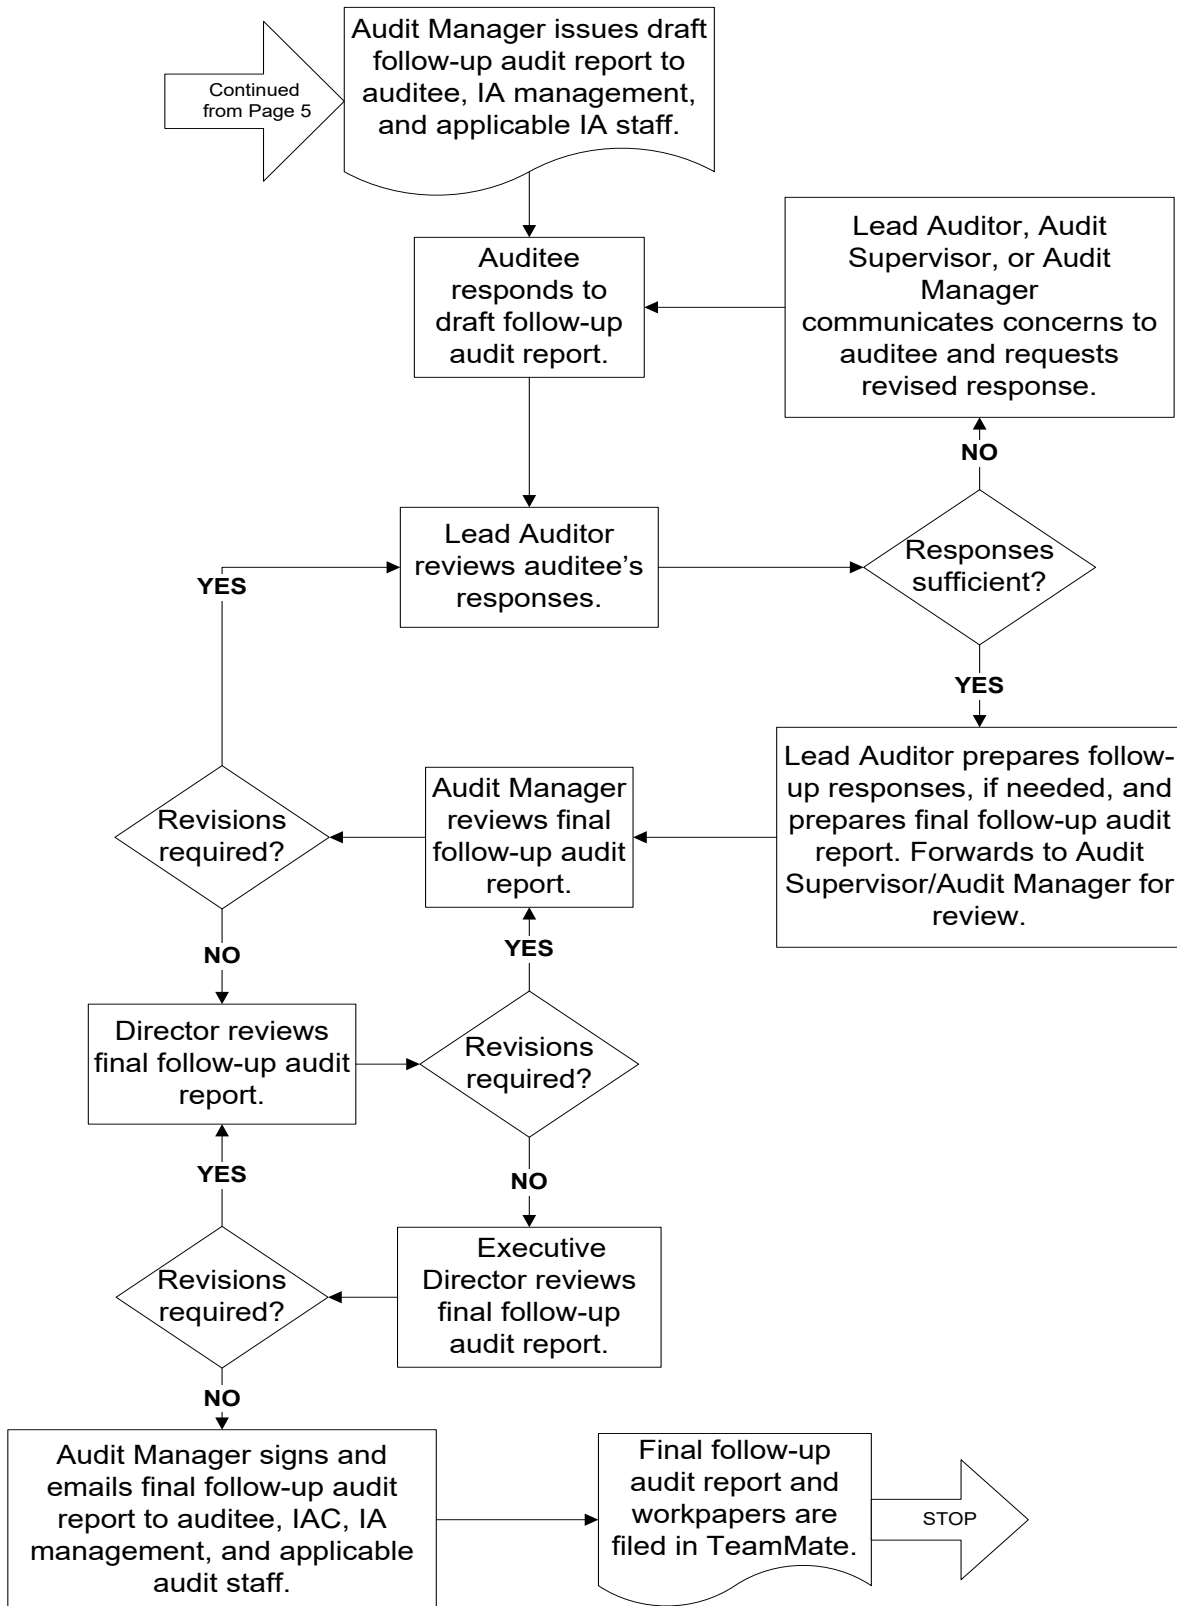 Continued
from Page 5
Audit Manager issues draft
follow-up audit report to
auditee, IA management,
and applicable IA staff.
Auditee
responds to
draft follow-up
audit report.
Lead Auditor, Audit
Supervisor, or Audit
Manager
communicates concerns to
auditee and requests
revised response.
NO
Lead Auditor
reviews auditee’s
responses.
Responses
sufficient?
YES
YES
Lead Auditor prepares follow-
up responses, if needed, and
prepares final follow-up audit
report. Forwards to Audit
Supervisor/Audit Manager for
review.
Audit Manager
reviews final
follow-up audit
report.
Revisions
required?
NO
YES
Director reviews
final follow-up audit
report.
Revisions
required?
YES
NO
Executive
Director reviews
final follow-up
audit report.
Revisions
required?
NO
Audit Manager signs and
emails final follow-up audit
report to auditee, IAC, IA
management, and applicable
audit staff.
Final follow-up
audit report and
workpapers are
filed in TeamMate.
STOP